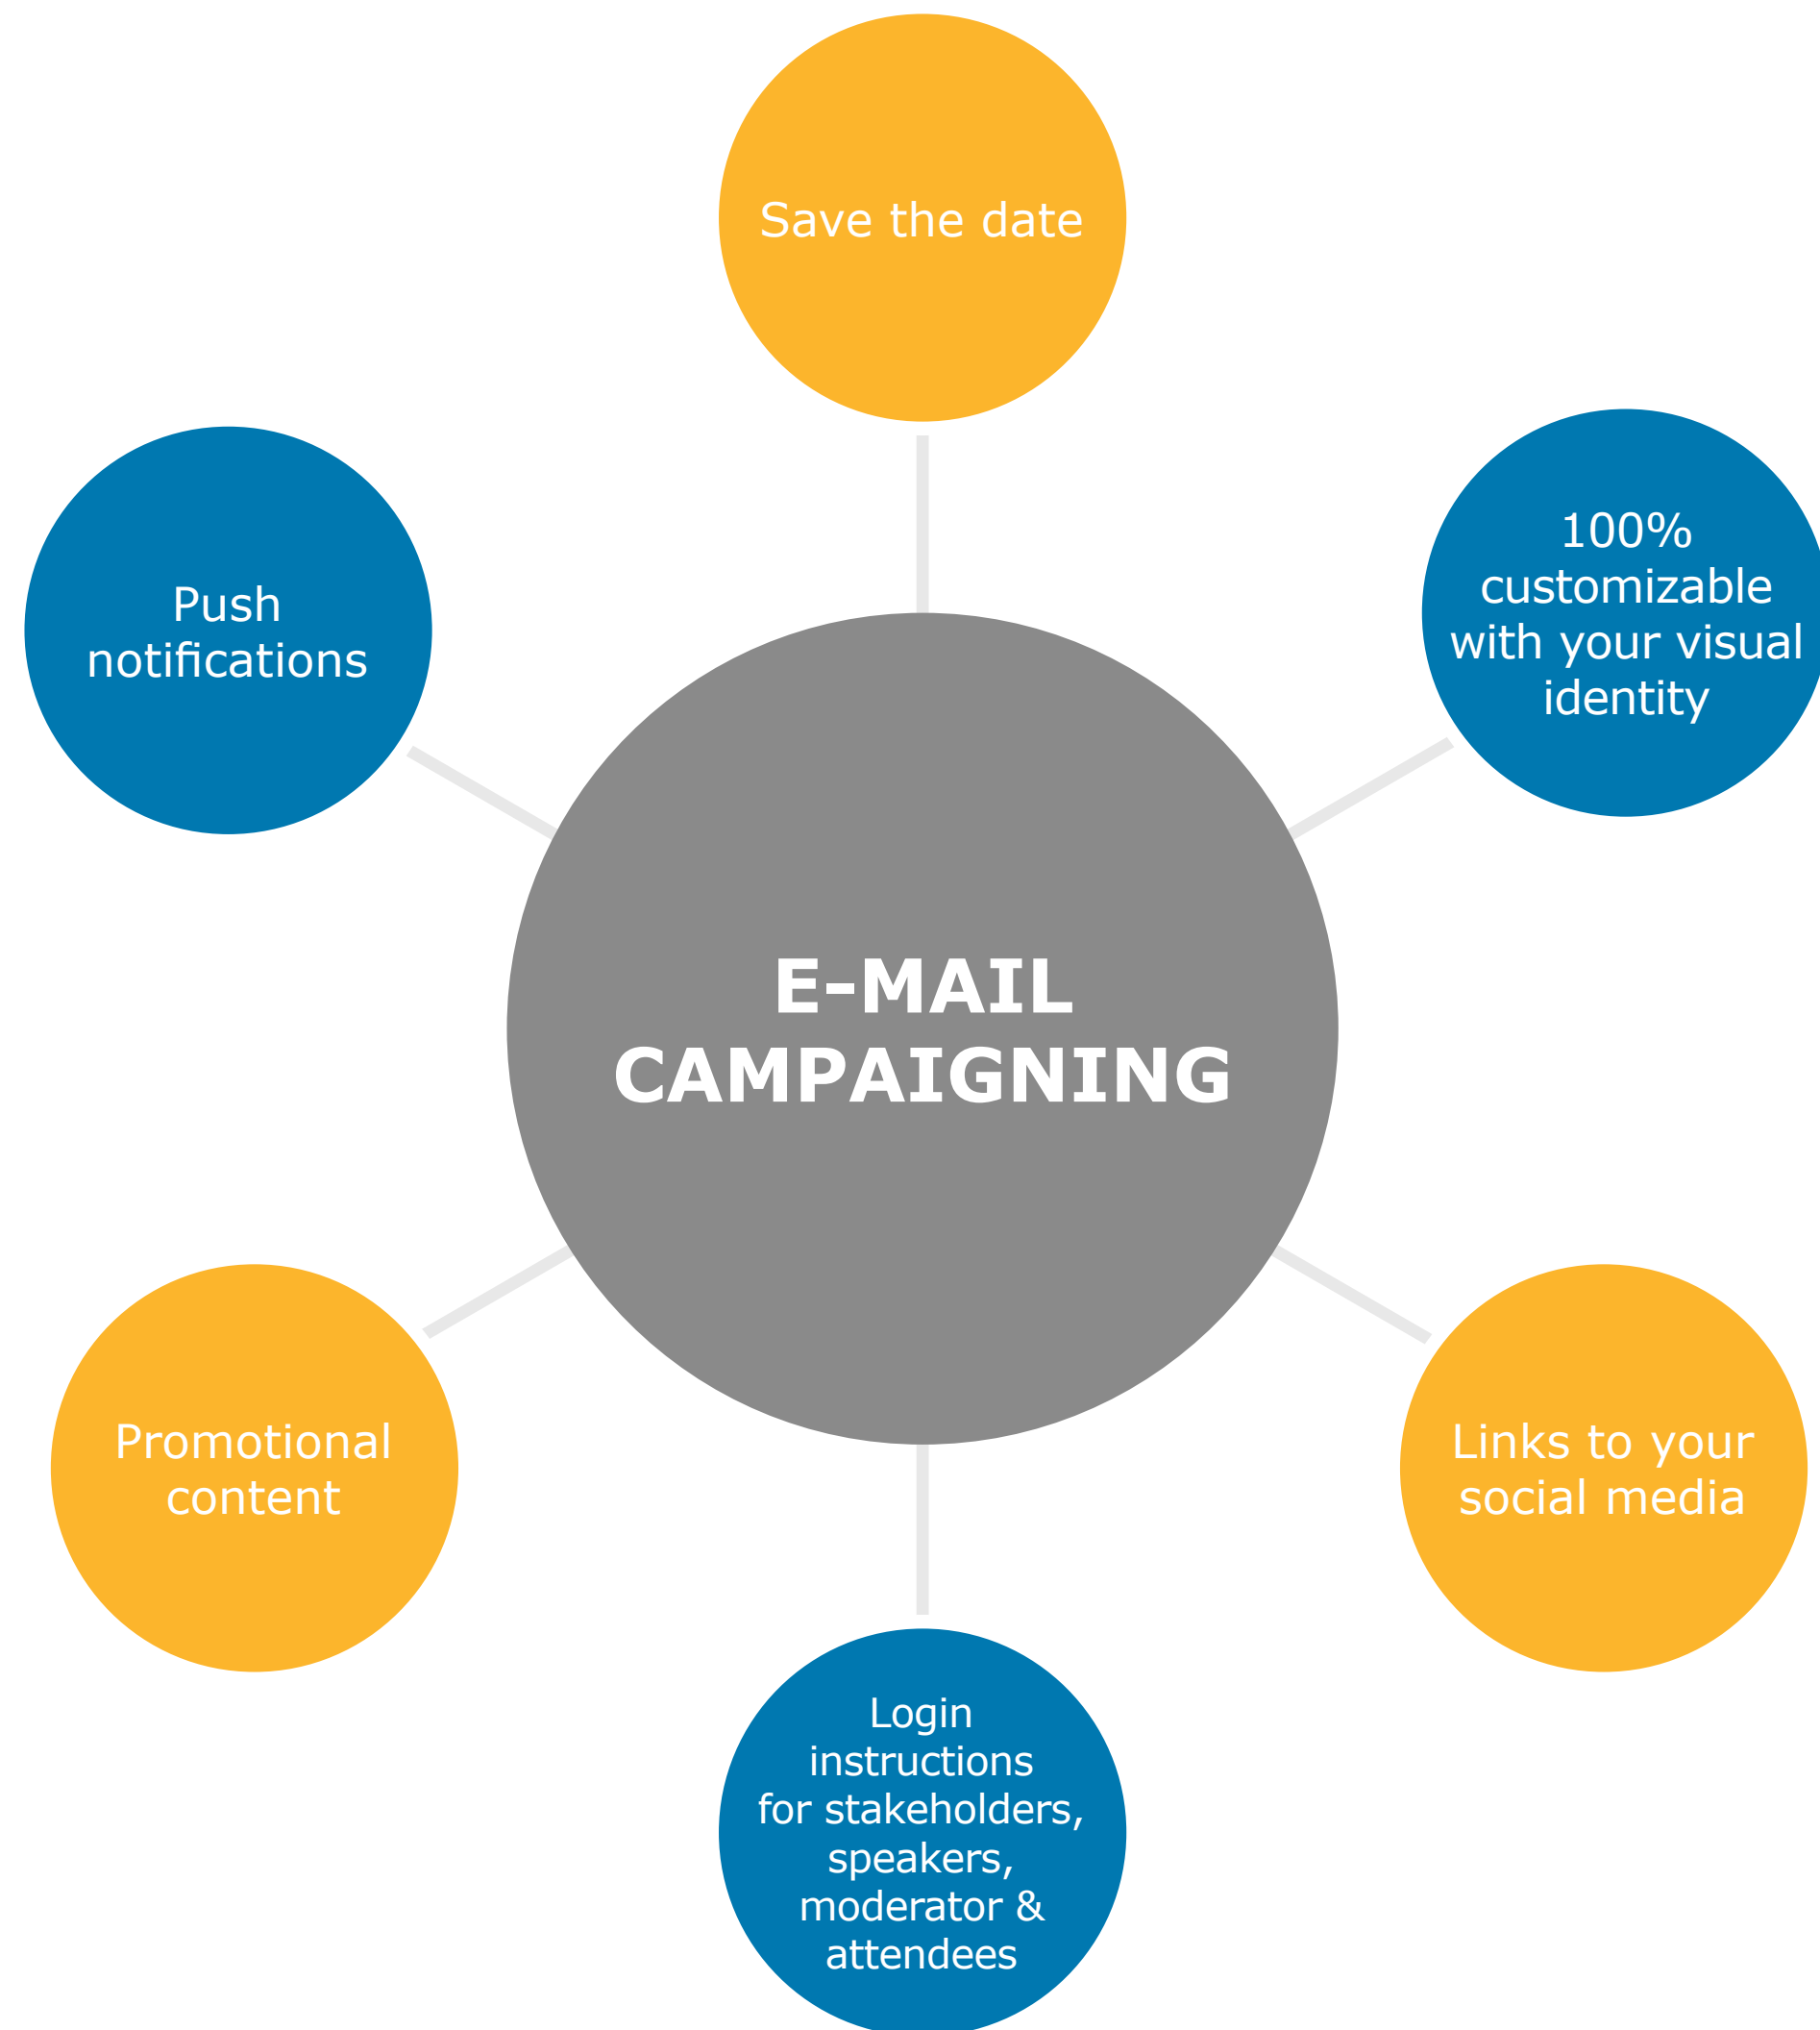 Save the date
100%
customizable
with your visual
identity
Push
notifications
E-MAIL
CAMPAIGNING
Promotional
content
Links to your
social media
Login
instructions
for stakeholders,
speakers,
moderator &
attendees